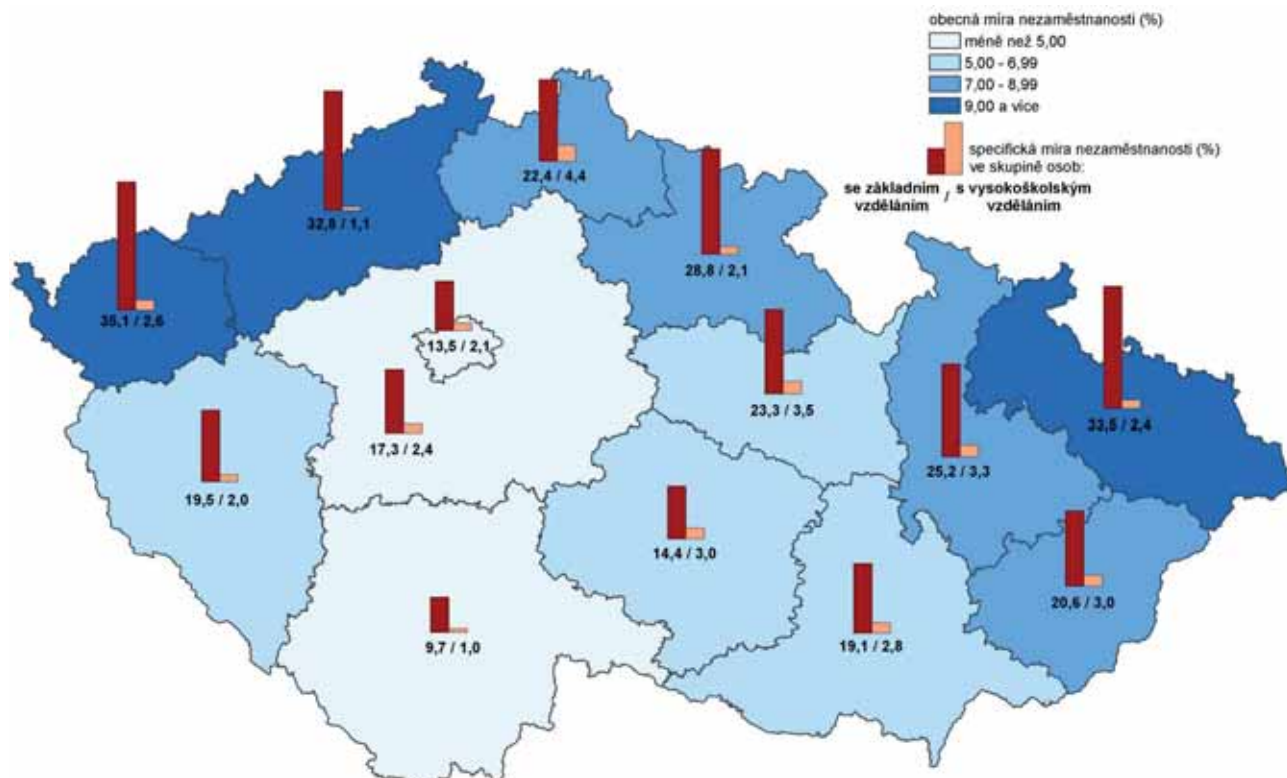 obecná míra nezaměstnanosti (%)
méně než 5,00
5,00 - 6,99
7,00 - 8,99
9,00 a více
specifická míra nezaměstnanosti (%)
ve skupině osob:
se základním / s vysokoškolským
vzděláním vzděláním
22,4 / 4,4
32,8 / 1,1
28,8 / 2,1
35,1 / 2,6
13,5 / 2,1
23,3 / 3,5
33,5 / 2,4
17,3 / 2,4
25,2 / 3,3
19,5 / 2,0
14,4 / 3,0
20,6 / 3,0
9,7 / 1,0
19,1 / 2,8